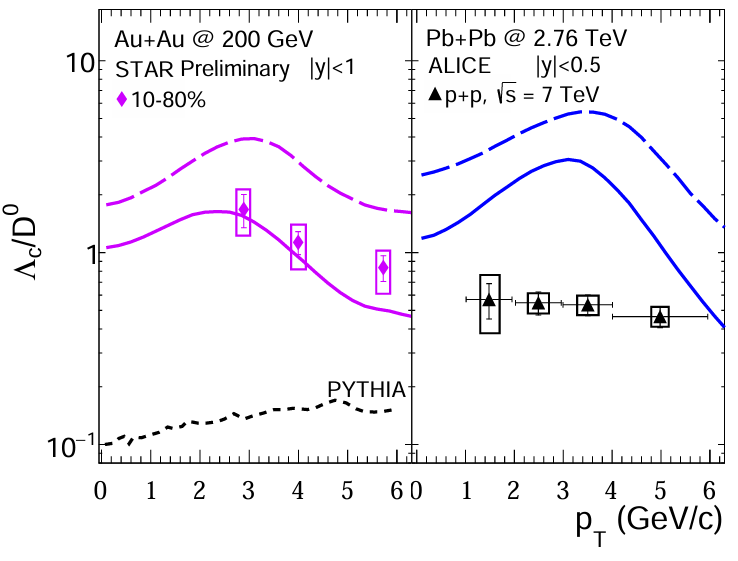 Au+Au @ 200 GeV
STAR Preliminary |y|<1
10-80%
Pb+Pb @ 2.76 TeV
ALICE |y|<0.5
p+p, √s = 7 TeV
Λc/D⁰
10
1
10⁻¹
PYTHIA
0 1 2 3 4 5 6
0 1 2 3 4 5 6
p_T (GeV/c)